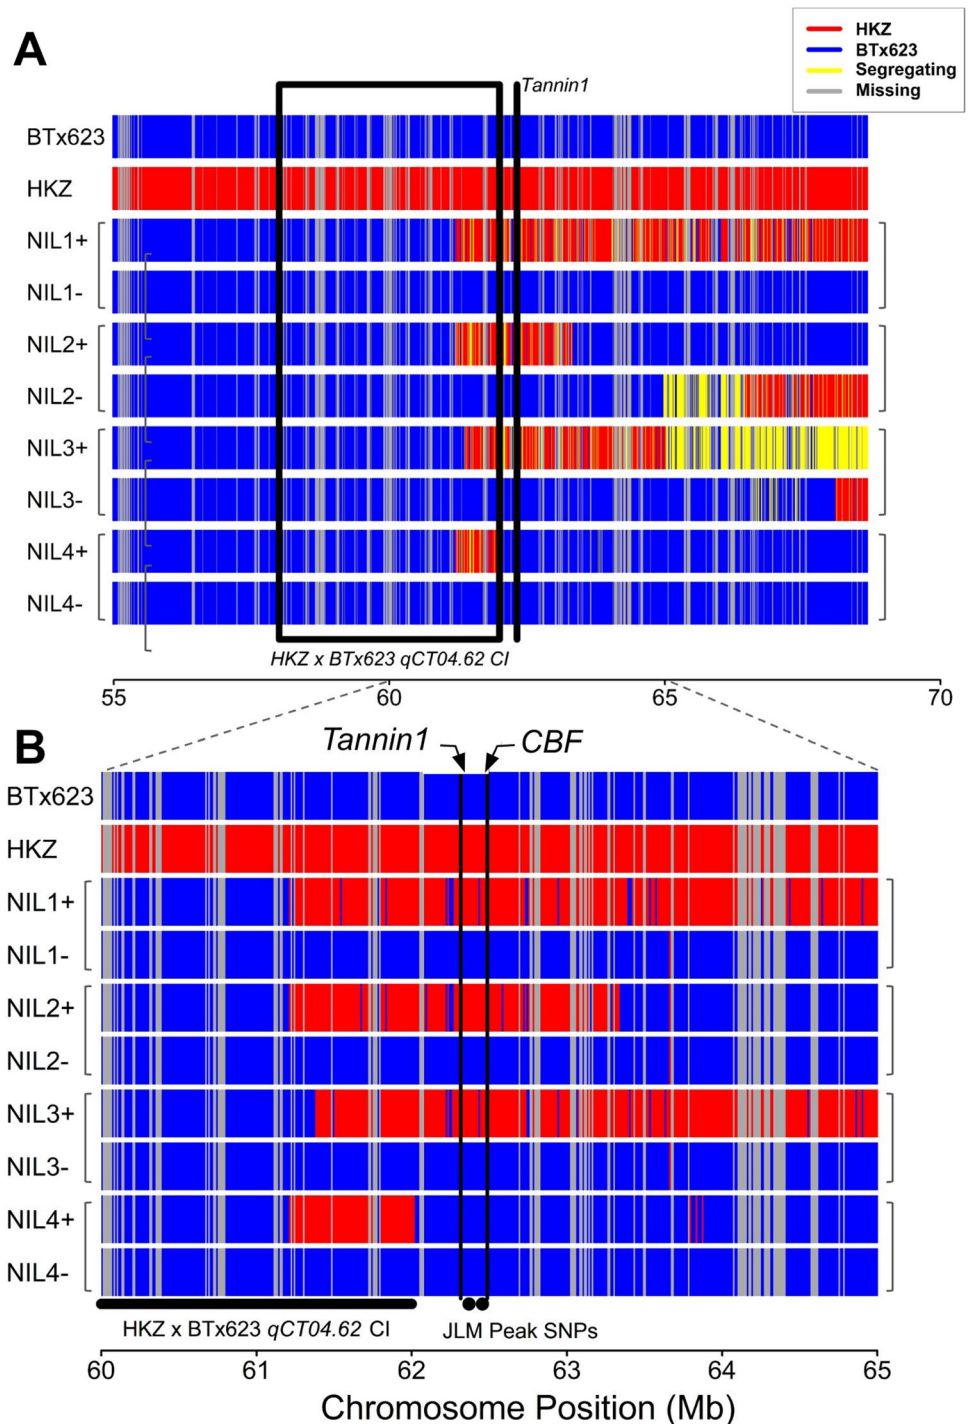 A
HKZ
BTx623
Segregating
Missing
Tannin1
BTx623
HKZ
NIL1+
NIL1-
NIL2+
NIL2-
NIL3+
NIL3-
NIL4+
NIL4-
HKZ x BTx623 qCT04.62 CI
55 60 65 70
B
Tannin1 CBF
BTx623
HKZ
NIL1+
NIL1-
NIL2+
NIL2-
NIL3+
NIL3-
NIL4+
NIL4-
HKZ x BTx623 qCT04.62 CI JLM Peak SNPs
60 61 62 63 64 65
Chromosome Position (Mb)